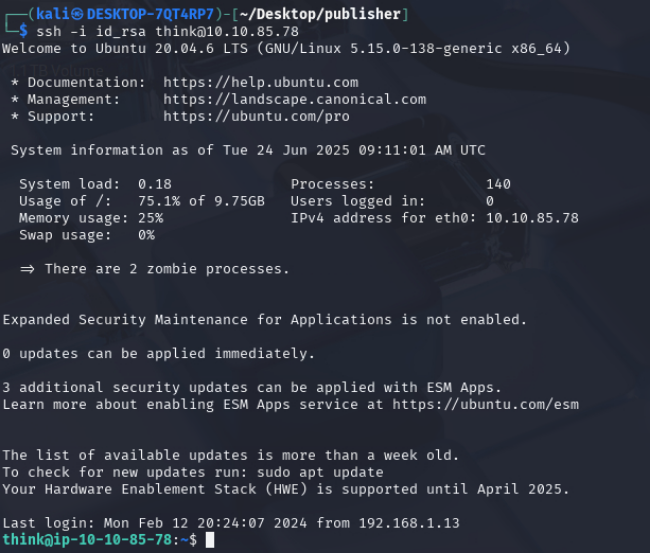 ┌──(kali㉿DESKTOP-7QT4RP7)-[~/Desktop/publisher]
└─$ ssh -i id_rsa think@10.10.85.78
Welcome to Ubuntu 20.04.6 LTS (GNU/Linux 5.15.0-138-generic x86_64)
* Documentation:  https://help.ubuntu.com
* Management:     https://landscape.canonical.com
* Support:        https://ubuntu.com/pro
System information as of Tue 24 Jun 2025 09:11:01 AM UTC
System load:  0.18               Processes:             140
Usage of /:   75.1% of 9.75GB   Users logged in:       0
Memory usage: 25%                IPv4 address for eth0: 10.10.85.78
Swap usage:   0%
=> There are 2 zombie processes.
Expanded Security Maintenance for Applications is not enabled.
0 updates can be applied immediately.
3 additional security updates can be applied with ESM Apps.
Learn more about enabling ESM Apps service at https://ubuntu.com/esm
The list of available updates is more than a week old.
To check for new updates run: sudo apt update
Your Hardware Enablement Stack (HWE) is supported until April 2025.
Last login: Mon Feb 12 20:24:07 2024 from 192.168.1.13
think@ip-10-10-85-78:~$